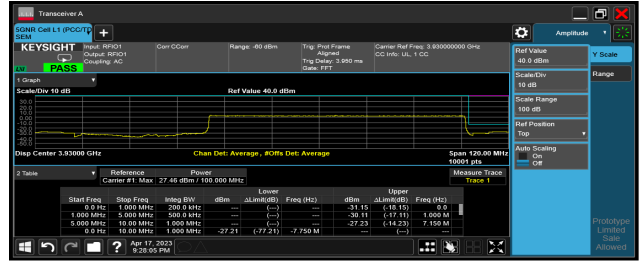 Transceiver A
5GNR Cell L1 (PCC/TD
SEM
Amplitude
KEYSIGHT
Input: RFIO1
Output: RFIO1
Coupling: AC
Corr CCorr
Range: -60 dBm
Trig: Prot Frame
Aligned
Trig Delay: 3.950 ms
Gate: FFT
Carrier Ref Freq: 3.930000000 GHz
CC Info: UL, 1 CC
PASS
Ref Value
40.0 dBm
Y Scale
1 Graph
Scale/Div 10 dB
Ref Value 40.0 dBm
Scale/Div
10 dB
Range
Scale Range
100 dB
Ref Position
Top
Auto Scaling
On
Off
30.0
20.0
10.0
Disp Center 3.93000 GHz
Chan Det: Average , #Offs Det: Average
Span 120.00 MHz
10001 pts
2 Table
Reference
Power
Carrier #1: Max
27.46 dBm / 100.000 MHz
Measure Trace
Trace 1
Lower Upper
Start Freq Stop Freq Integ BW dBm ΔLimit(dB) Freq (Hz) dBm ΔLimit(dB) Freq (Hz)
0.0 Hz 1.000 MHz 200.0 kHz --- (---) --- -31.15 (-18.15) 0.0
1.000 MHz 5.000 MHz 500.0 kHz --- (---) --- -30.11 (-17.11) 1.000 M
5.000 MHz 10.00 MHz 1.000 MHz --- (---) --- -27.23 (-14.23) 7.150 M
0.0 Hz 10.00 MHz 1.000 MHz -27.21 (-77.21) -7.750 M --- (---) ---
Prototype
Limited
Sale
Allowed
?
Apr 17, 2023
9:28:05 PM